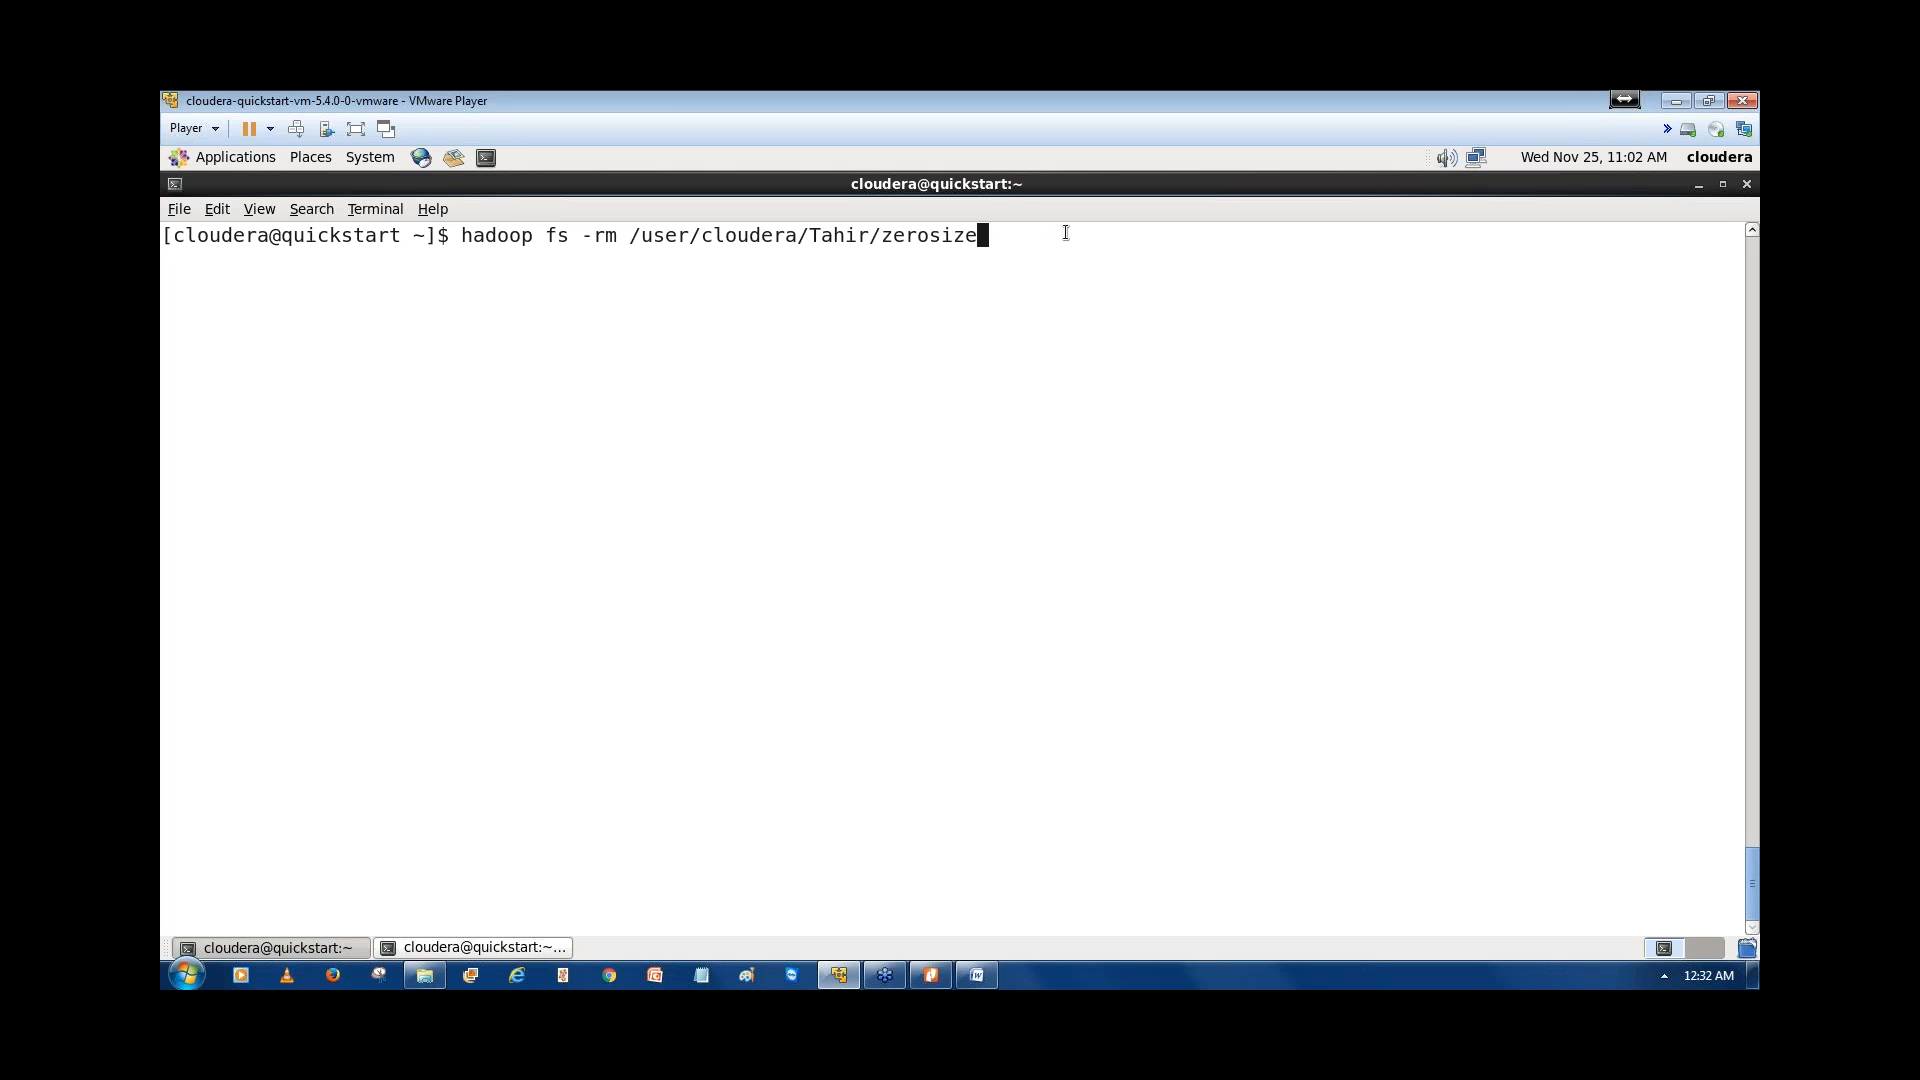 cloudera-quickstart-vm-5.4.0-0-vmware - VMware Player
Player
Applications Places System Wed Nov 25, 11:02 AM cloudera
cloudera@quickstart:~
File Edit View Search Terminal Help
[cloudera@quickstart ~]$ hadoop fs -rm /user/cloudera/Tahir/zerosize
cloudera@quickstart:~ cloudera@quickstart:~...
12:32 AM